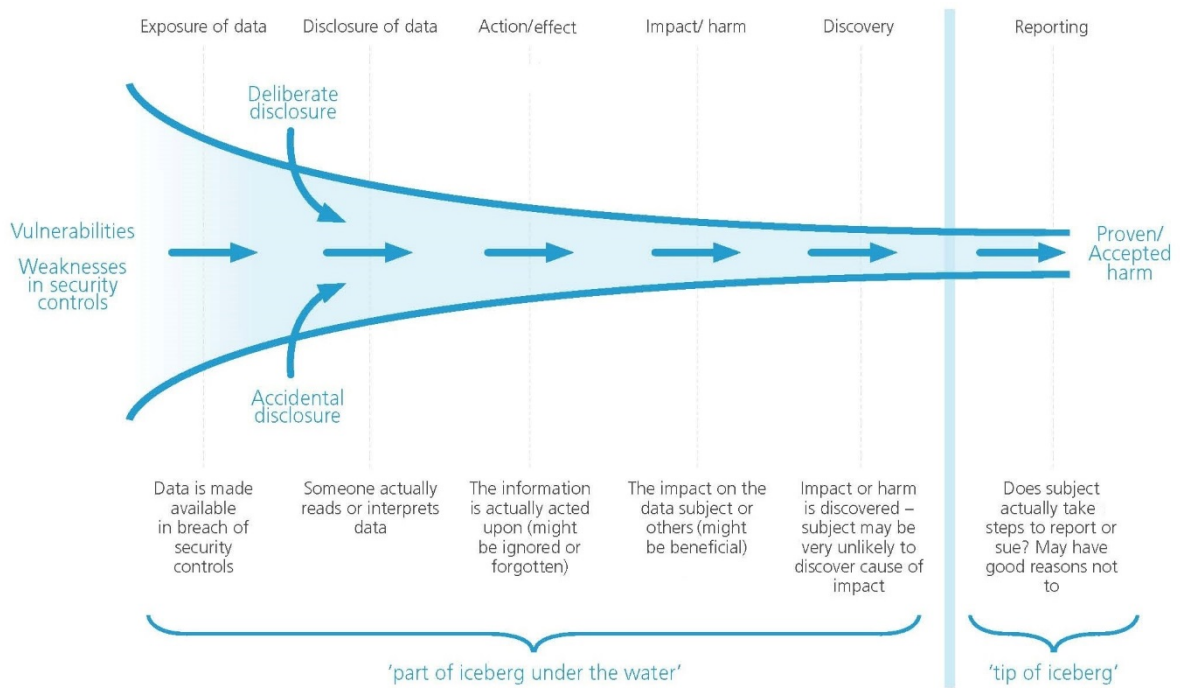 Exposure of data
Disclosure of data
Action/effect
Impact/ harm
Discovery
Reporting
Deliberate
disclosure
Vulnerabilities
Weaknesses
in security
controls
Proven/
Accepted
harm
Accidental
disclosure
Data is made
available
in breach of
security
controls
Someone actually
reads or interprets
data
The information
is actually acted
upon (might
be ignored or
forgotten)
The impact on the
data subject or
others (might
be beneficial)
Impact or harm
is discovered –
subject may be
very unlikely to
discover cause of
impact
Does subject
actually take
steps to report or
sue? May have
good reasons not
to
‘part of iceberg under the water’
‘tip of iceberg’